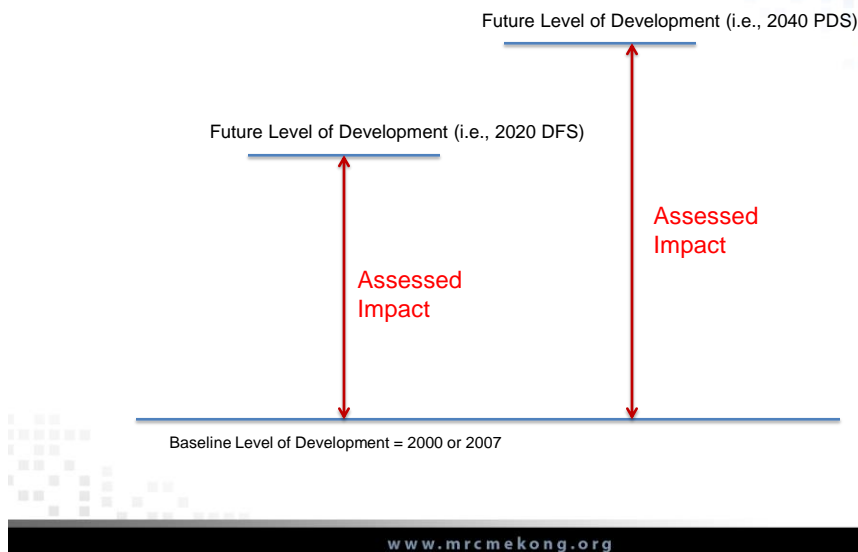 Future Level of Development (i.e., 2040 PDS)
Future Level of Development (i.e., 2020 DFS)
Assessed
Impact
Assessed
Impact
Baseline Level of Development = 2000 or 2007
www.mrcmekong.org